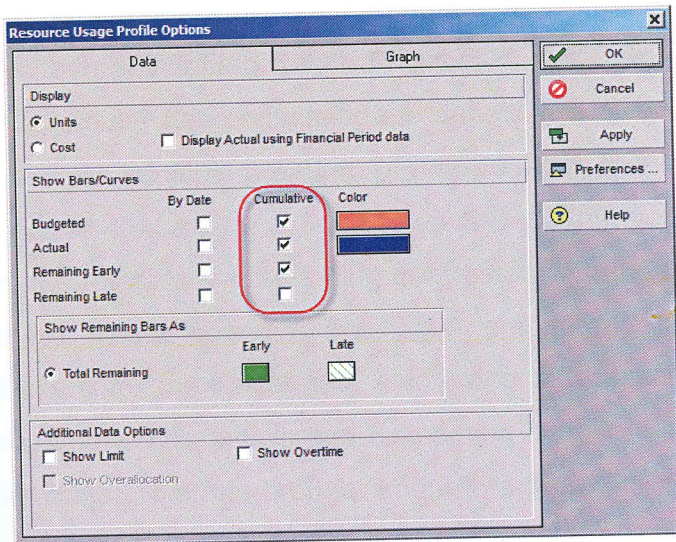 Resource Usage Profile Options
Data Graph
Display
Units
Cost
Display Actual using Financial Period data
Show Bars/Curves
By Date Cumulative Color
Budgeted
Actual
Remaining Early
Remaining Late
Show Remaining Bars As
Early Late
Total Remaining
Additional Data Options
Show Limit Show Overtime
Show Overallocation
OK
Cancel
Apply
Preferences ...
Help